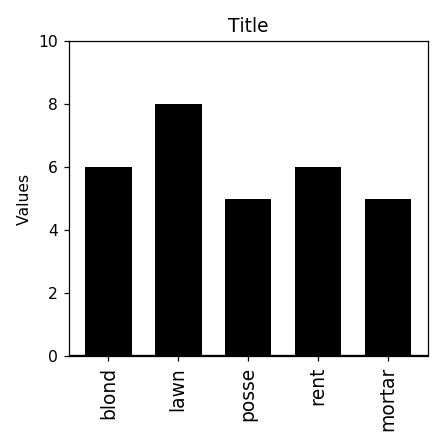 Title
10
8
6
4
2
0
Values
blond
lawn
posse
rent
mortar